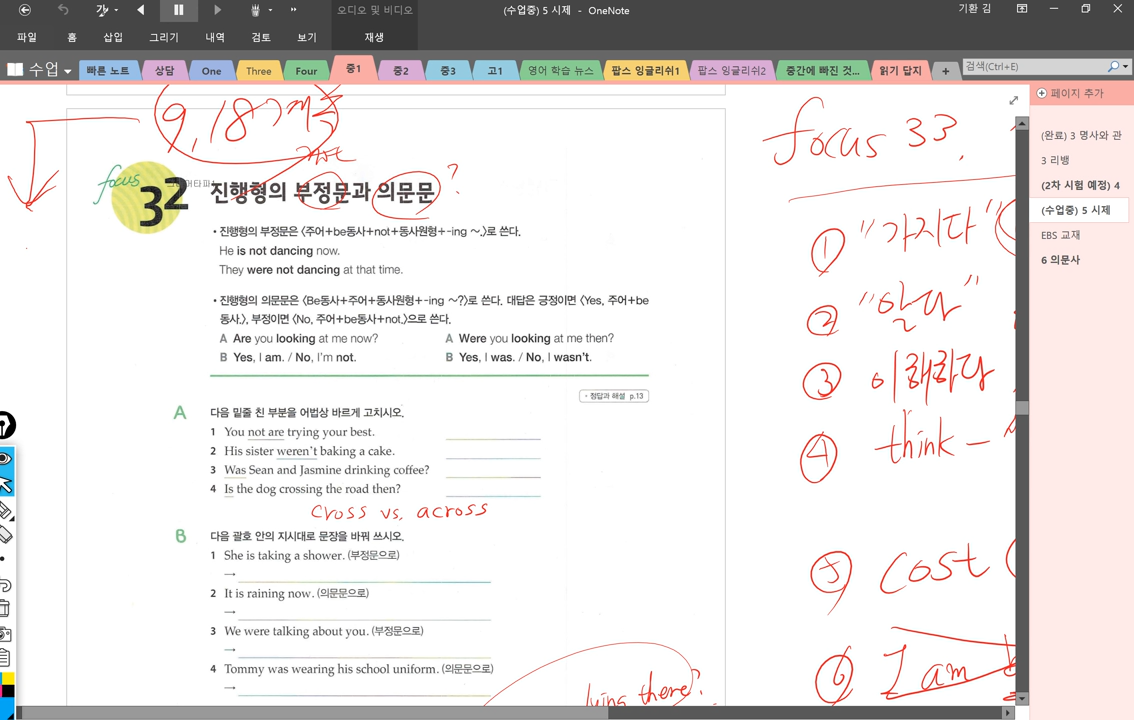 오디오 및 비디오
(수업중) 5 시제 - OneNote
기환 김
파일 홈 삽입 그리기 내역 검토 보기 재생
수업 빠른 노트 상담 One Three Four 중1 중2 중3 고1 영어 학습 뉴스 팝스 잉글리쉬1 팝스 잉글리쉬2 중간에 빠진 것... 읽기 답지 +
검색(Ctrl+E)
페이지 추가
(완료) 3 명사와 관
3 리뱅
(2차 시험 예정) 4
(수업중) 5 시제
EBS 교재
6 의문사
9, 18
not
focus
32 진행형의 부정문과 의문문?
• 진행형의 부정문은 〈주어+be동사+not+동사원형+-ing ~.〉로 쓴다.
He is not dancing now.
They were not dancing at that time.
• 진행형의 의문문은 〈Be동사+주어+동사원형+-ing ~?〉로 쓴다. 대답은 긍정이면 〈Yes, 주어+be
동사.〉, 부정이면 〈No, 주어+be동사+not.〉으로 쓴다.
A Are you looking at me now? A Were you looking at me then?
B Yes, I am. / No, I'm not. B Yes, I was. / No, I wasn't.
• 정답과 해설 p.13
A 다음 밑줄 친 부분을 어법상 바르게 고치시오.
1 You not are trying your best.
2 His sister weren't baking a cake.
3 Was Sean and Jasmine drinking coffee?
4 Is the dog crossing the road then?
cross vs. across
B 다음 괄호 안의 지시대로 문장을 바꿔 쓰시오.
1 She is taking a shower. (부정문으로)
→
2 It is raining now. (의문문으로)
→
3 We were talking about you. (부정문으로)
→
4 Tommy was wearing his school uniform. (의문문으로)
→
lying there?
focus 33.
① "가지다"
② "알다"
③ 이해하다
④ think -
⑤ cost
⑥ I am